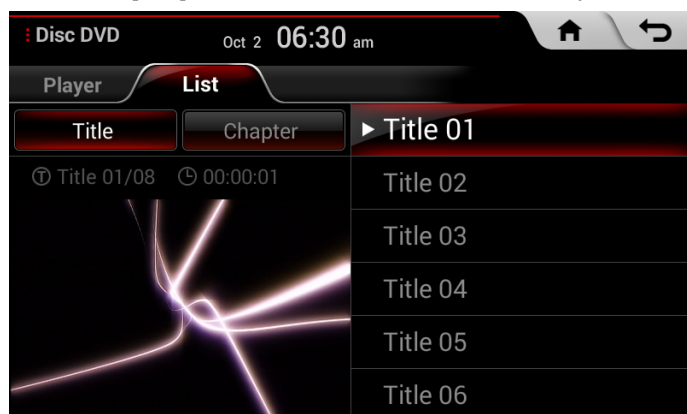 Disc DVD
Oct 2 06:30 am
Player
List
Title
Chapter
T Title 01/08 00:00:01
Title 01
Title 02
Title 03
Title 04
Title 05
Title 06